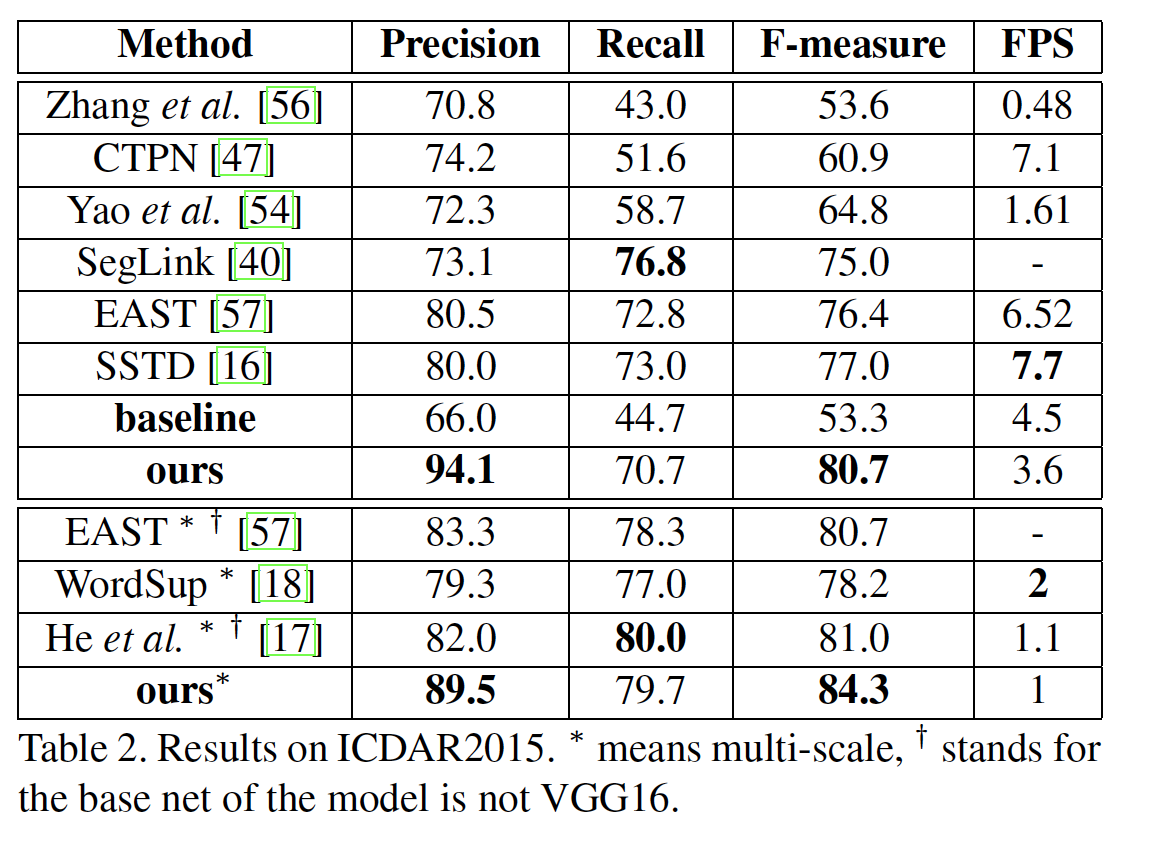 Method Precision Recall F-measure FPS
Zhang et al. [56] 70.8 43.0 53.6 0.48
CTPN [47] 74.2 51.6 60.9 7.1
Yao et al. [54] 72.3 58.7 64.8 1.61
SegLink [40] 73.1 76.8 75.0 -
EAST [57] 80.5 72.8 76.4 6.52
SSTD [16] 80.0 73.0 77.0 7.7
baseline 66.0 44.7 53.3 4.5
ours 94.1 70.7 80.7 3.6
EAST * † [57] 83.3 78.3 80.7 -
WordSup * [18] 79.3 77.0 78.2 2
He et al. * † [17] 82.0 80.0 81.0 1.1
ours* 89.5 79.7 84.3 1
Table 2. Results on ICDAR2015. * means multi-scale, † stands for
the base net of the model is not VGG16.